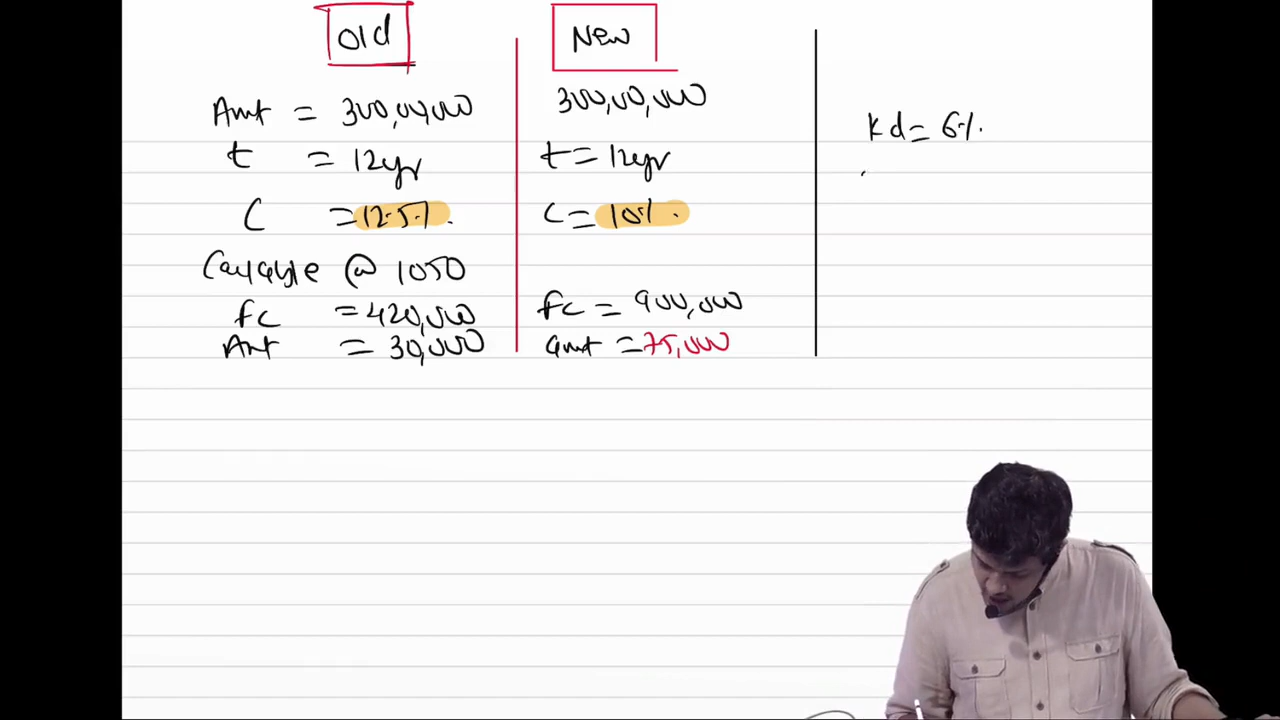 Old
Amt = 300,00,000
t = 12yr
C = 12.5%.
Callable @ 1050
fc = 420,000
Amt = 30,000
New
300,00,000
t = 12yr
C = 10%.
fc = 900,000
amt = 75,000
Kd = 6%.